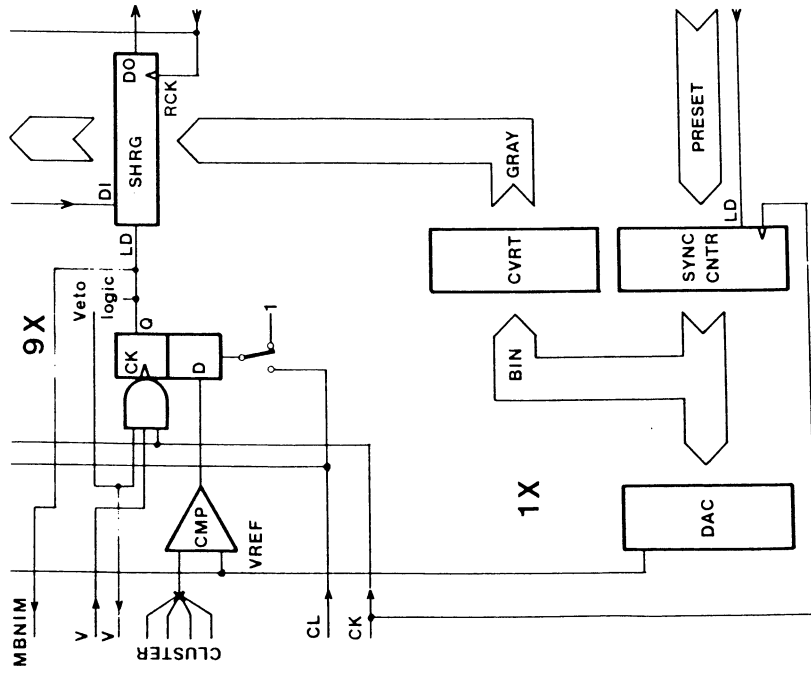 DO
RCK
SHRG
DI
LD
Veto
logic
9X
Q
CK
D
1
CMP
VREF
MBNIM
V
V
CLUSTER
CL
CK
GRAY
CVRT
BIN
1X
PRESET
LD
SYNC
CNTR
DAC